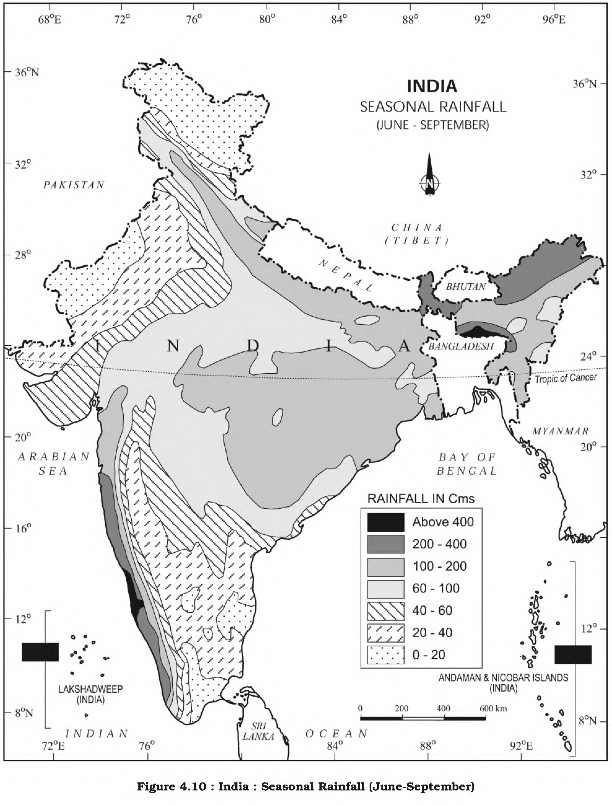 68°E 72°E 76° 80° 84° 88° 92°E 96°E
36°N
36°N
INDIA
SEASONAL RAINFALL
(JUNE - SEPTEMBER)
N
32°
32°
PAKISTAN
CHINA
(TIBET)
28°
28°
NEPAL
BHUTAN
I N D I A
BANGLADESH
24°
24°
Tropic of Cancer
MYANMAR
20°
20°
ARABIAN
SEA
BAY OF
BENGAL
RAINFALL IN Cms
Above 400
200 - 400
100 - 200
60 - 100
40 - 60
20 - 40
0 - 20
16°
16°
12°
12°
LAKSHADWEEP
(INDIA)
ANDAMAN & NICOBAR ISLANDS
(INDIA)
0 200 400 600 km
8°N
8°N
INDIAN
SRI
LANKA
OCEAN
72°E 76° 84° 88° 92°E
Figure 4.10 : India : Seasonal Rainfall (June-September)